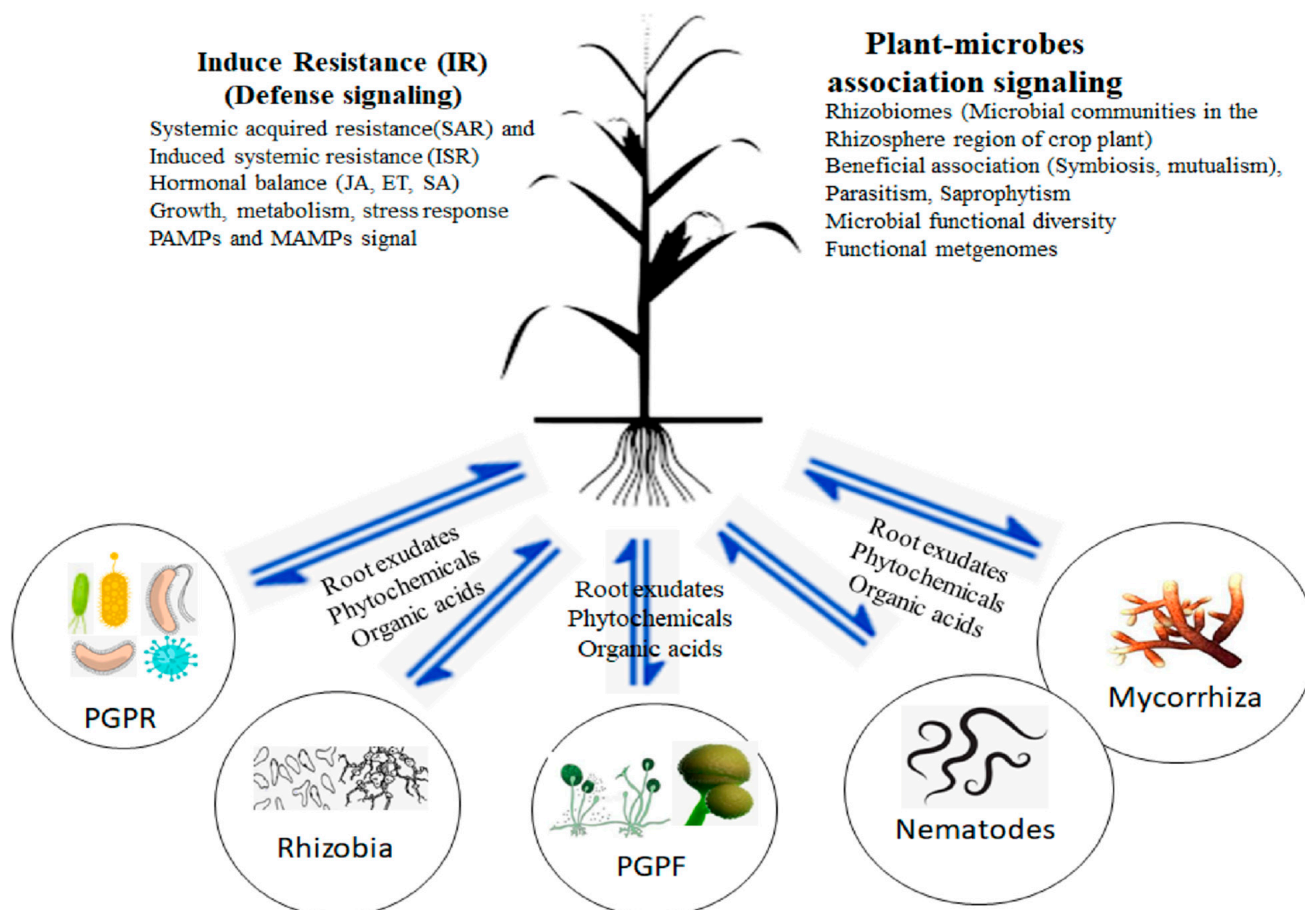 Induce Resistance (IR)
(Defense signaling)
Systemic acquired resistance(SAR) and
Induced systemic resistance (ISR)
Hormonal balance (JA, ET, SA)
Growth, metabolism, stress response
PAMPs and MAMPs signal
Plant-microbes
association signaling
Rhizobiomes (Microbial communities in the
Rhizosphere region of crop plant)
Beneficial association (Symbiosis, mutualism),
Parasitism, Saprophytism
Microbial functional diversity
Functional metgenomes
Root exudates
Phytochemicals
Organic acids
Root exudates
Phytochemicals
Organic acids
Root exudates
Phytochemicals
Organic acids
PGPR
Rhizobia
PGPF
Nematodes
Mycorrhiza